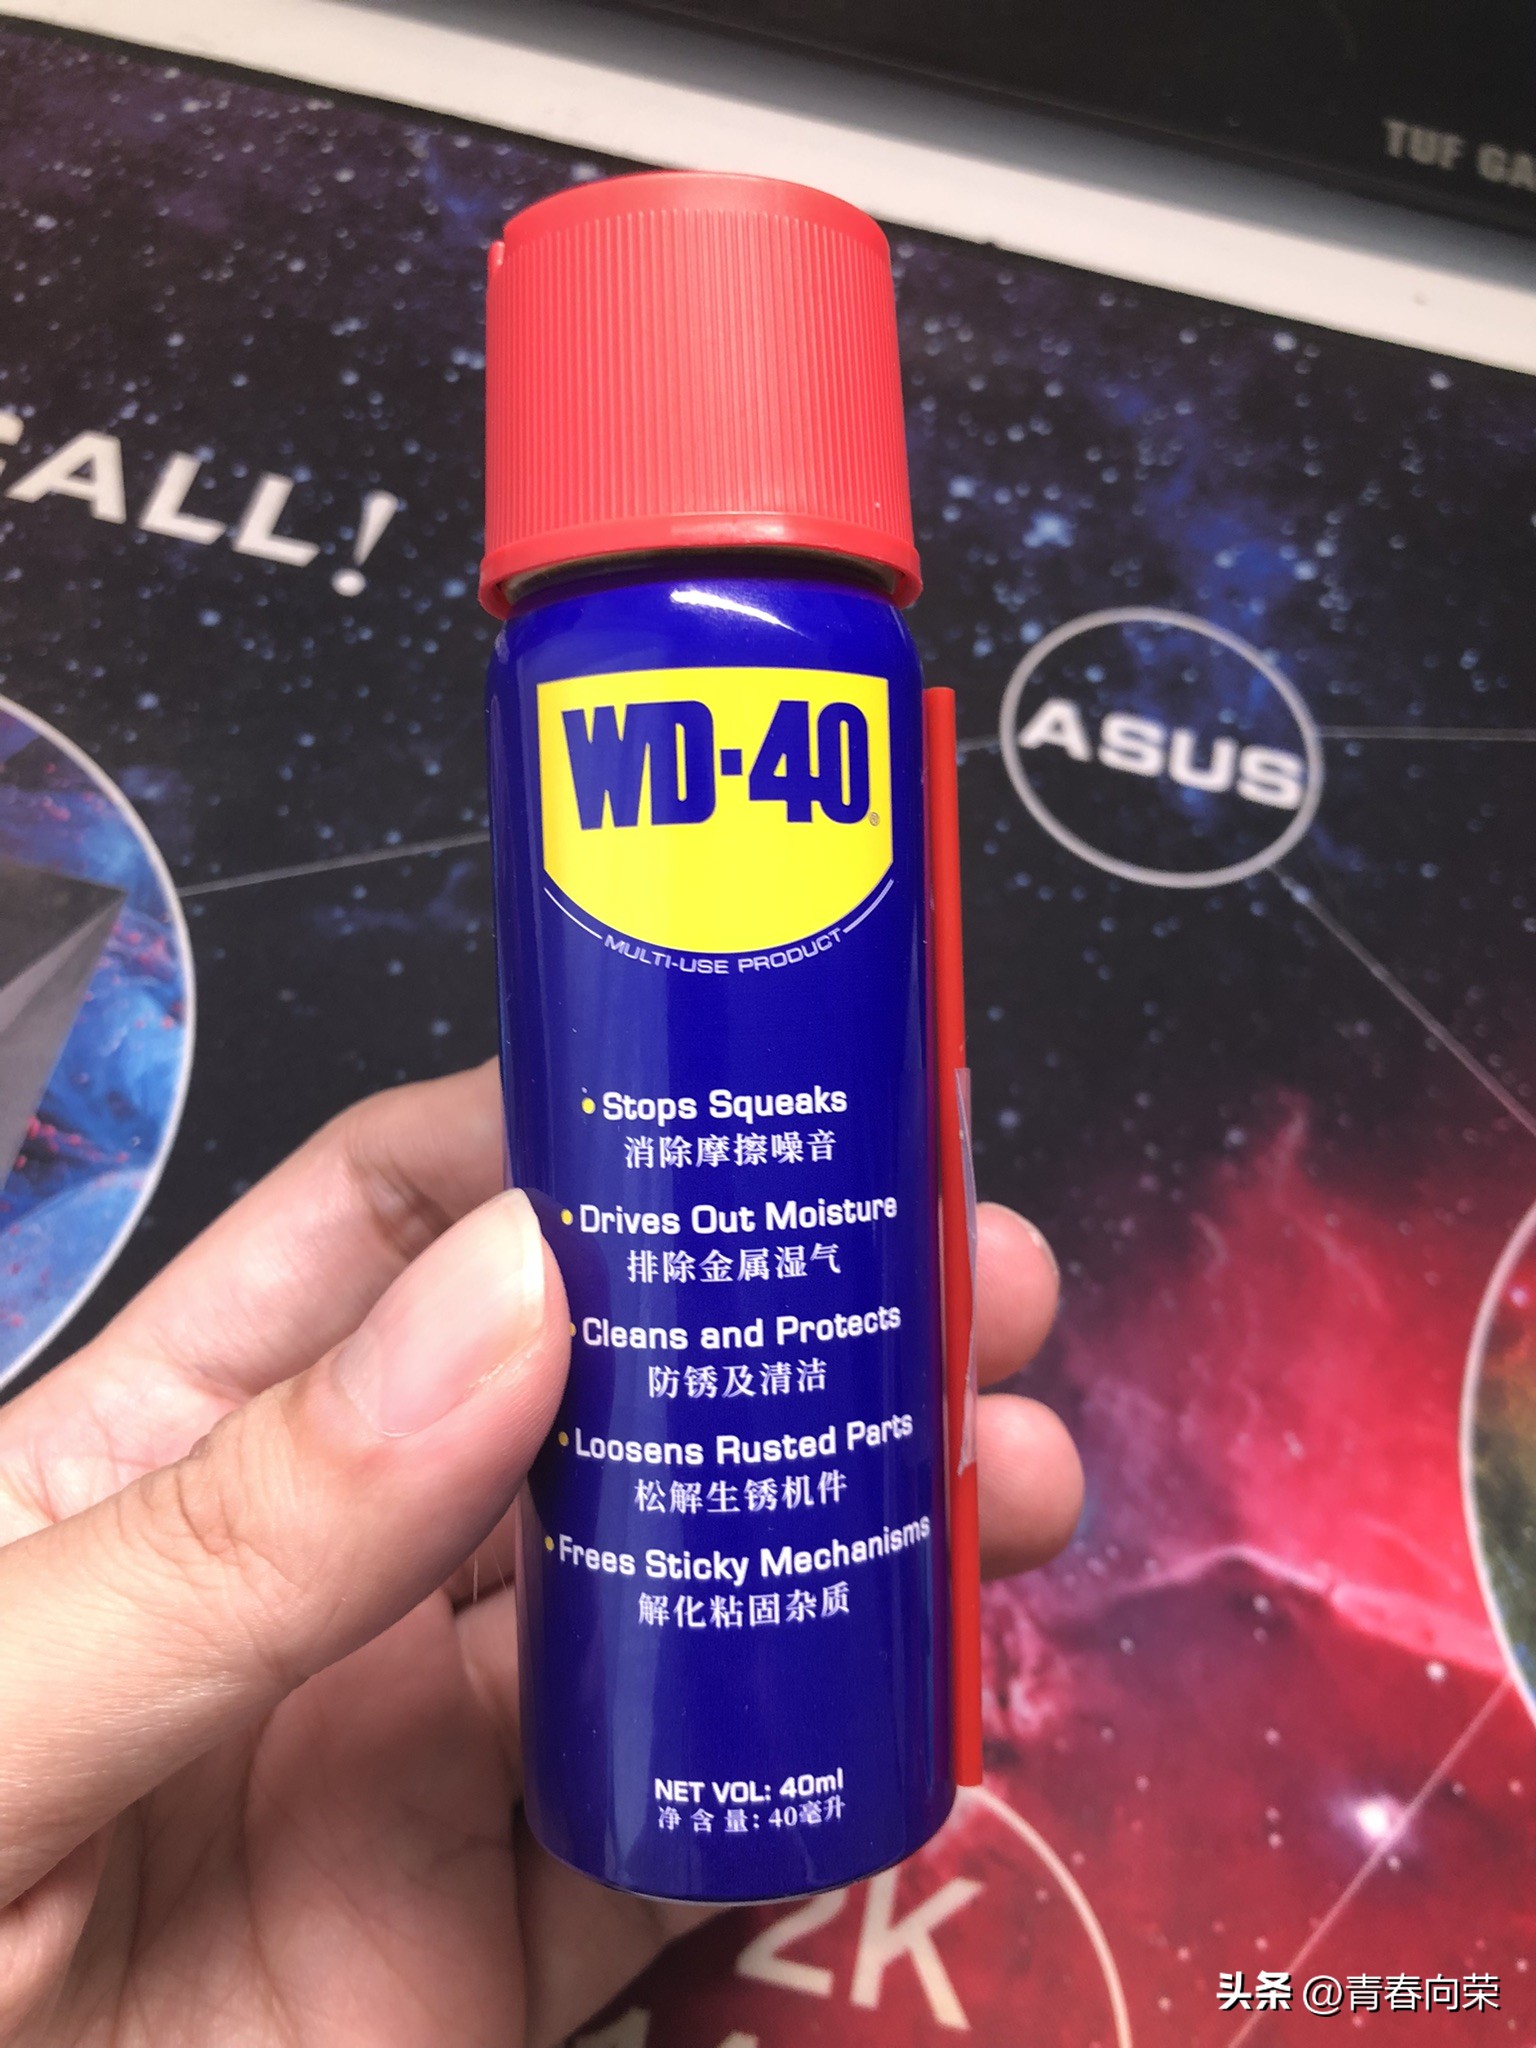 TUF GA
EALL!
WD-40
®
MULTI-USE PRODUCT
ASUS
• Stops Squeaks
消除摩擦噪音
• Drives Out Moisture
排除金属湿气
• Cleans and Protects
防锈及清洁
• Loosens Rusted Parts
松解生锈机件
• Frees Sticky Mechanisms
解化粘固杂质
NET VOL: 40ml
净含量: 40毫升
2K
头条 @青春向荣